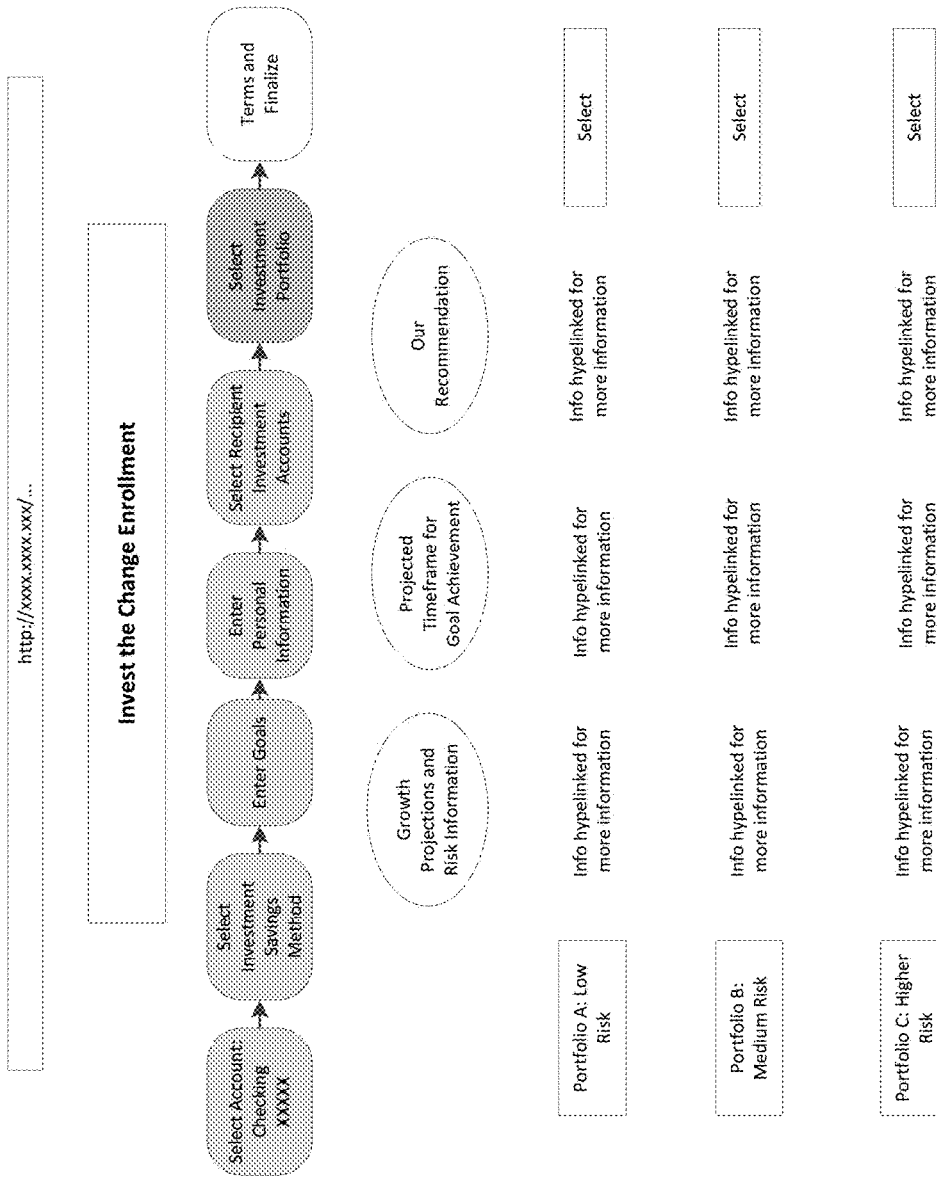 http://xxxx.xxxx.xxx/...
Invest the Change Enrollment
Select Account:
Checking
XXXXX
Select
Investment
Savings
Method
Enter Goals
Enter
Personal
Information
Select Recipient
Investment
Accounts
Select
Investment
Portfolio
Terms and
Finalize
Growth
Projections and
Risk Information
Projected
Timeframe for
Goal Achievement
Our
Recommendation
Portfolio A: Low
Risk
Info hypelinked for
more information
Info hypelinked for
more information
Info hypelinked for
more information
Select
Portfolio B:
Medium Risk
Info hypelinked for
more information
Info hypelinked for
more information
Info hypelinked for
more information
Select
Portfolio C: Higher
Risk
Info hypelinked for
more information
Info hypelinked for
more information
Info hypelinked for
more information
Select